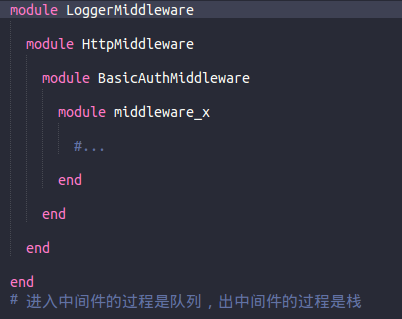 module LoggerMiddleware
module HttpMiddleware
module BasicAuthMiddleware
module middleware_x
#...
end
end
end
end
# 进入中间件的过程是队列，出中间件的过程是栈